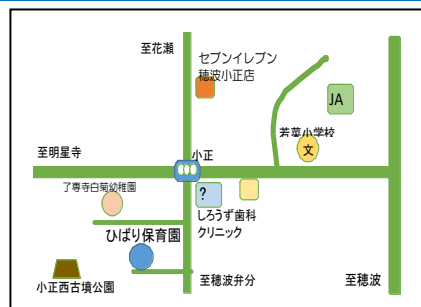 至花瀬
セブンイレブン
穂波小正店
JA
若菜小学校
文
小正
至明星寺
了専寺白菊幼稚園
?
しろうず歯科
クリニック
ひばり保育園
小正西古墳公園
至穂波弁分
至穂波